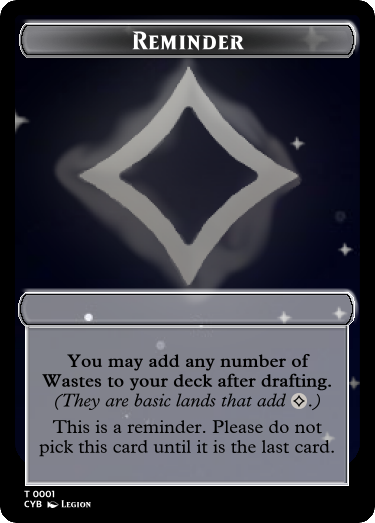 Reminder
You may add any number of
Wastes to your deck after drafting.
(They are basic lands that add .)
This is a reminder. Please do not
pick this card until it is the last card.
T 0001
CYB Legion